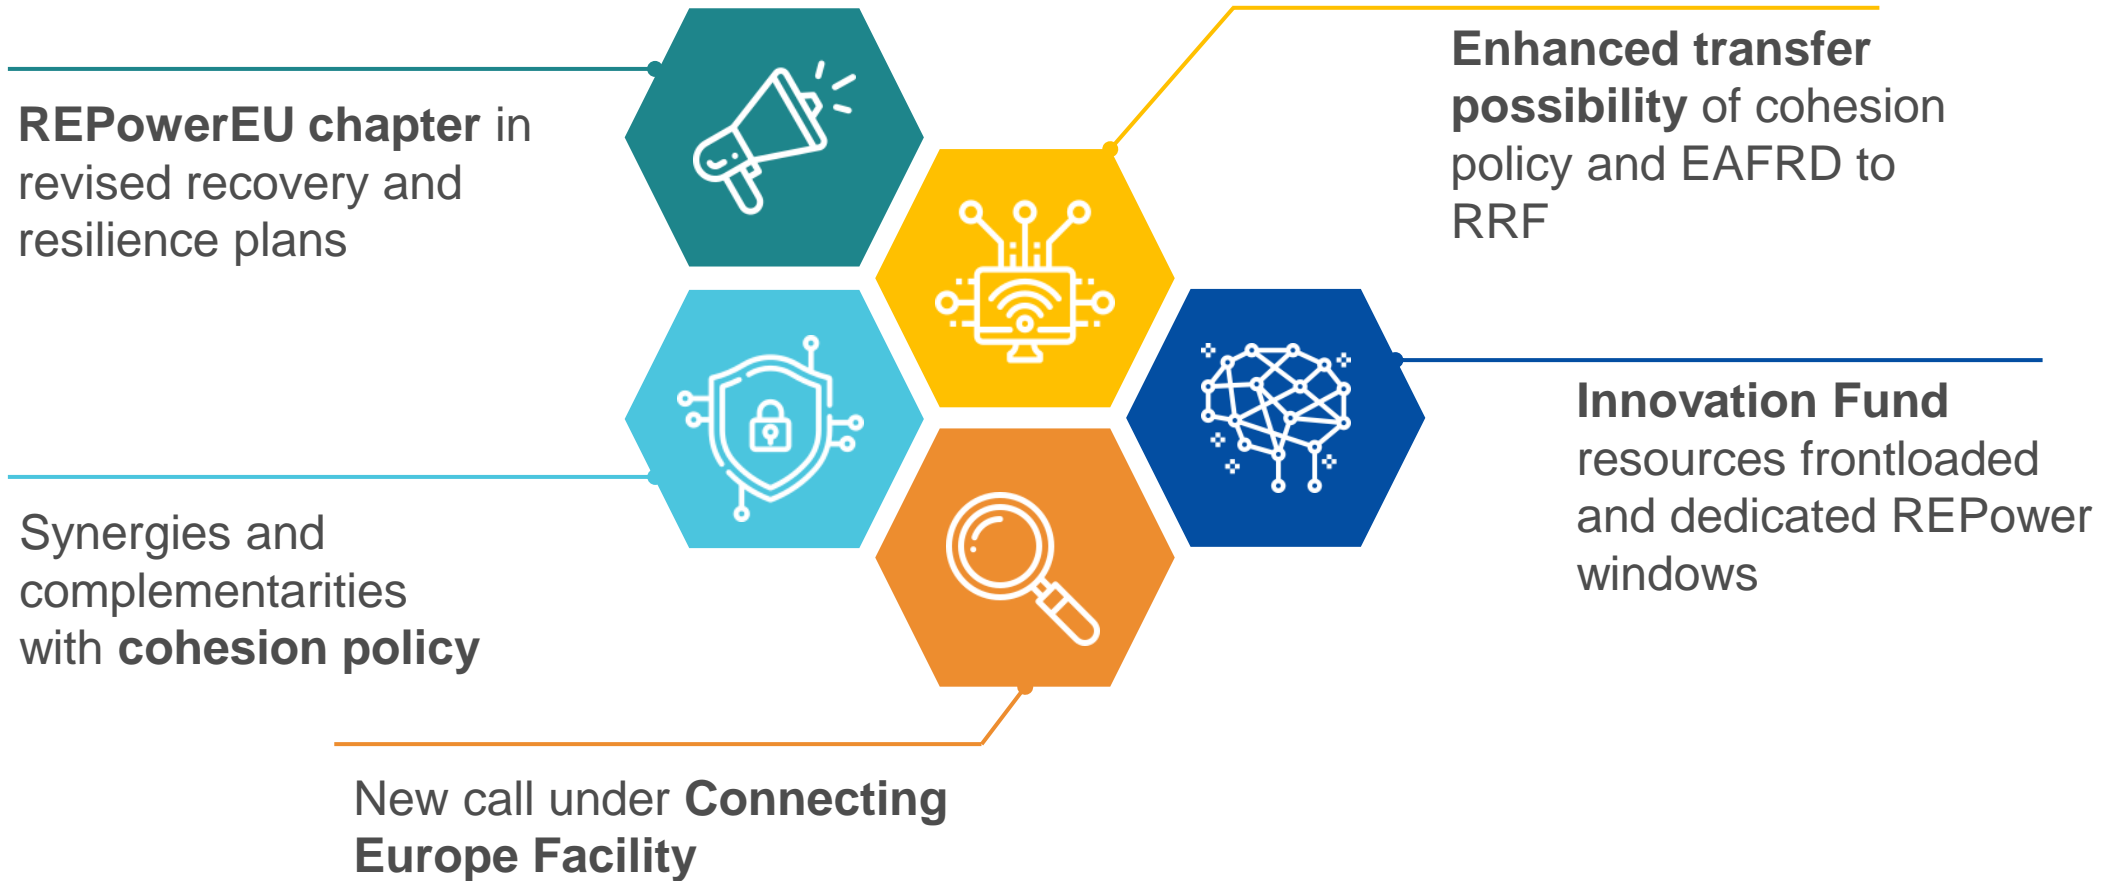 REPowerEU chapter in
revised recovery and
resilience plans
Enhanced transfer
possibility of cohesion
policy and EAFRD to
RRF
Innovation Fund
resources frontloaded
and dedicated REPower
windows
Synergies and
complementarities
with cohesion policy
New call under Connecting
Europe Facility